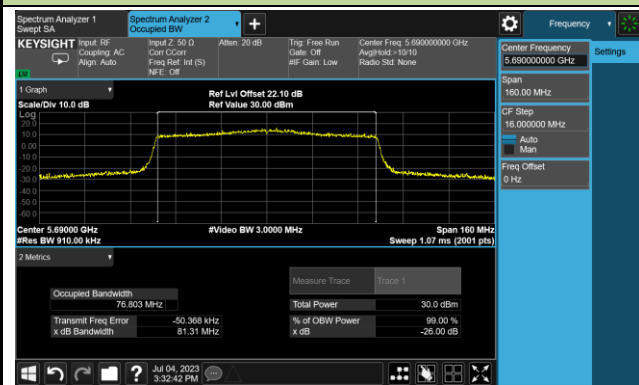 Spectrum Analyzer 1
Swept SA
Spectrum Analyzer 2
Occupied BW
Frequency
KEYSIGHT
Input: RF
Coupling: AC
Align: Auto
Input Z: 50 Ω
Corr CCorr
Freq Ref: Int (S)
NFE: Off
Atten: 20 dB
Trig: Free Run
Gate: Off
#IF Gain: Low
Center Freq: 5.690000000 GHz
Avg|Hold:>10/10
Radio Std: None
Center Frequency
5.690000000 GHz
Settings
Span
160.00 MHz
CF Step
16.000000 MHz
Auto
Man
Freq Offset
0 Hz
1 Graph
Scale/Div 10.0 dB
Ref Lvl Offset 22.10 dB
Ref Value 30.00 dBm
Log
20.0
10.0
0.00
-10.0
-20.0
-30.0
-40.0
-50.0
-60.0
Center 5.69000 GHz
#Res BW 910.00 kHz
#Video BW 3.0000 MHz
Span 160 MHz
Sweep 1.07 ms (2001 pts)
2 Metrics
Measure Trace
Trace 1
Occupied Bandwidth
76.803 MHz
Total Power
30.0 dBm
Transmit Freq Error
-50.368 kHz
% of OBW Power
99.00 %
x dB Bandwidth
81.31 MHz
x dB
-26.00 dB
Jul 04, 2023
3:32:42 PM